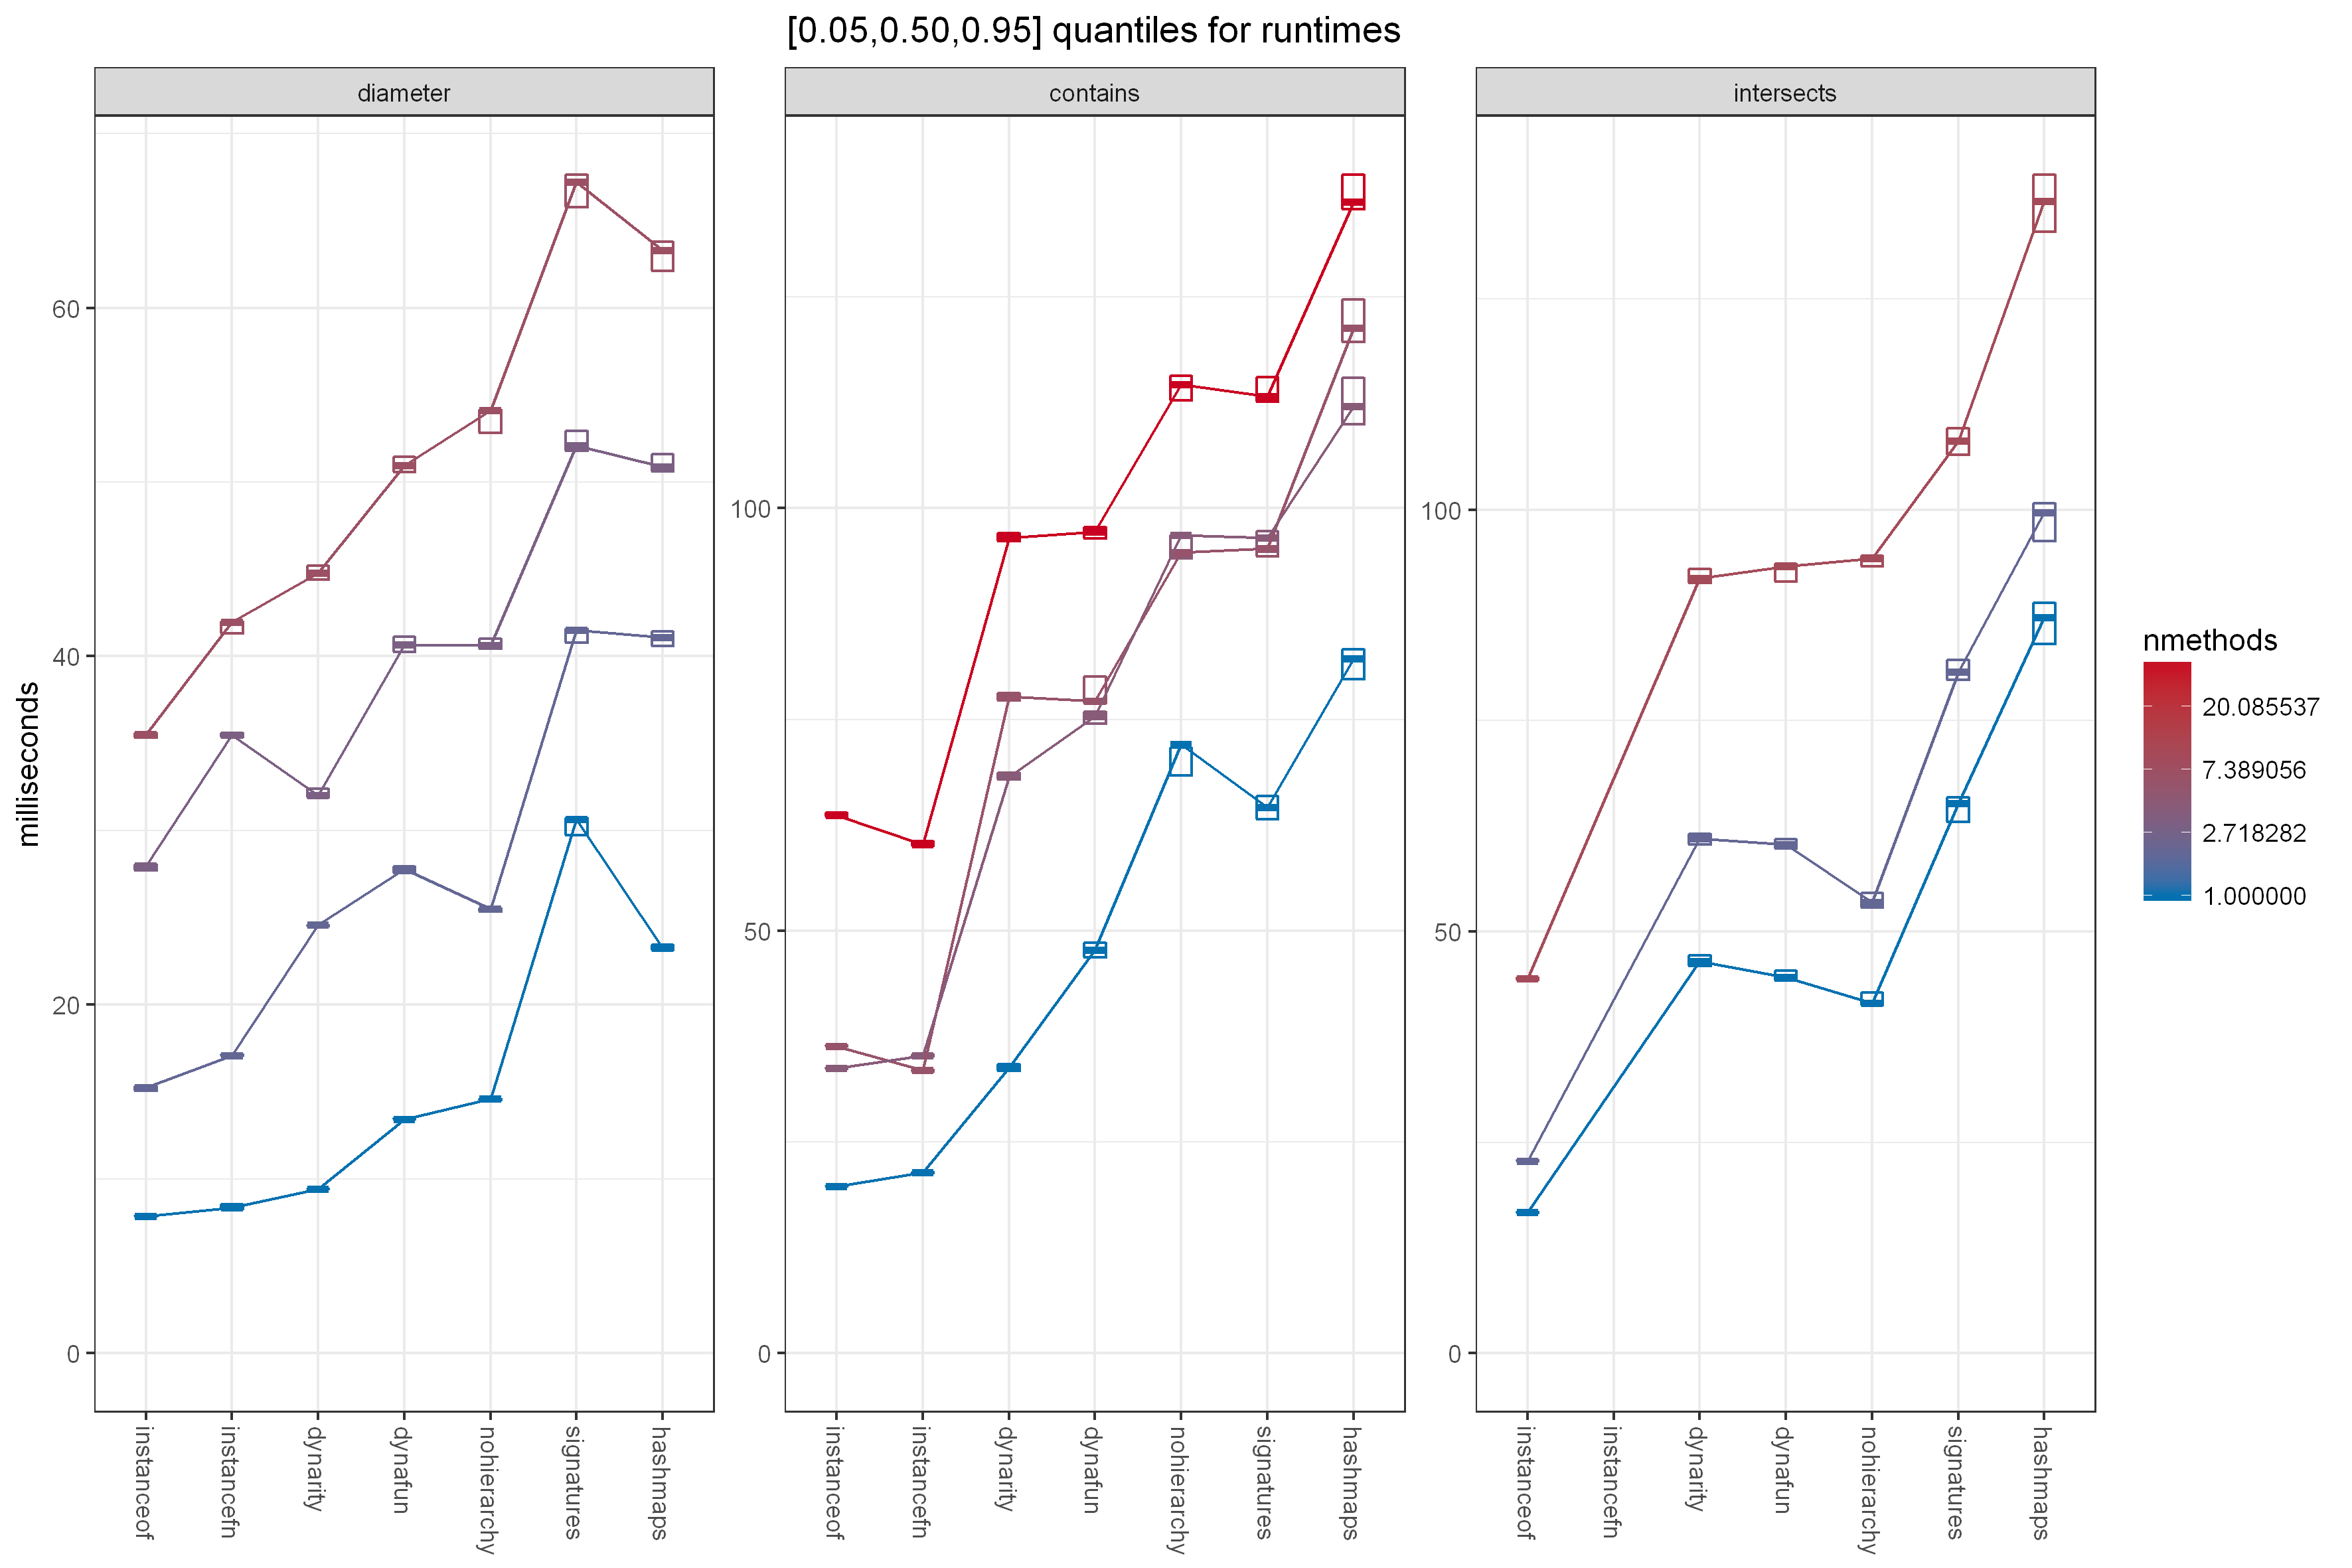 [0.05,0.50,0.95] quantiles for runtimes
diameter
contains
intersects
milliseconds
60
40
20
0
100
50
0
100
50
0
instanceof
instancefn
dynarity
dynafun
nohierarchy
signatures
hashmaps
instanceof
instancefn
dynarity
dynafun
nohierarchy
signatures
hashmaps
instanceof
instancefn
dynarity
dynafun
nohierarchy
signatures
hashmaps
nmethods
20.085537
7.389056
2.718282
1.000000